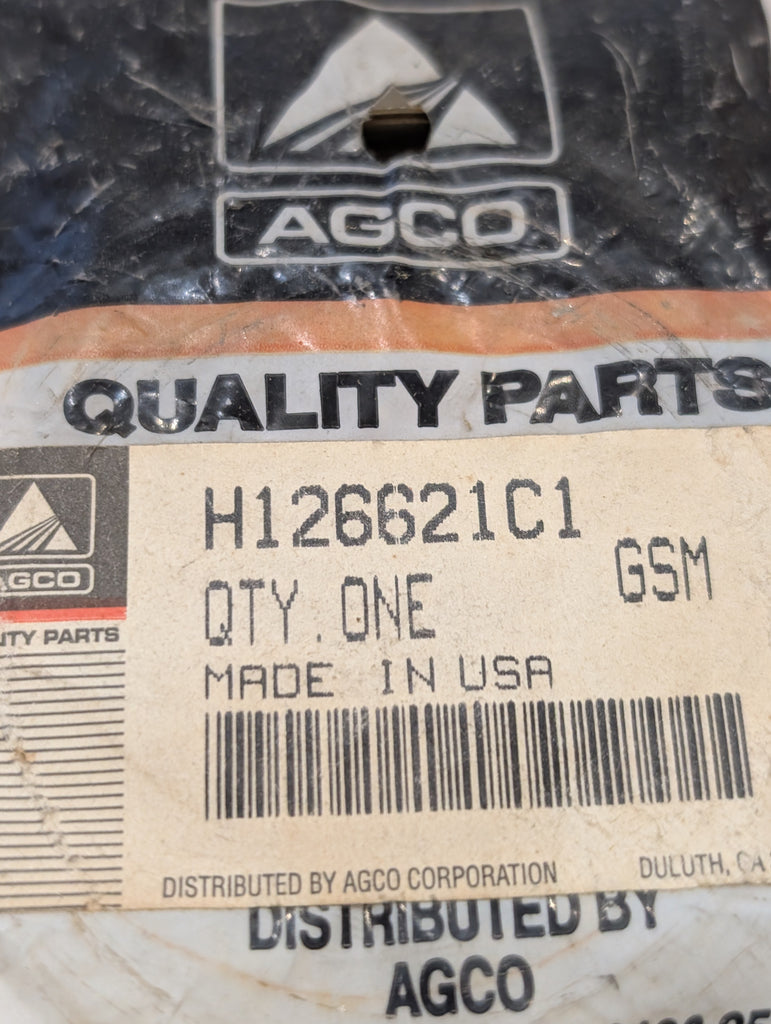 AGCO
QUALITY PARTS
H126621C1
GSM
QTY. ONE
AGCO
ITY PARTS
MADE IN USA
DISTRIBUTED BY AGCO CORPORATION
DULUTH, GA
DISTRIBUTED BY
AGCO